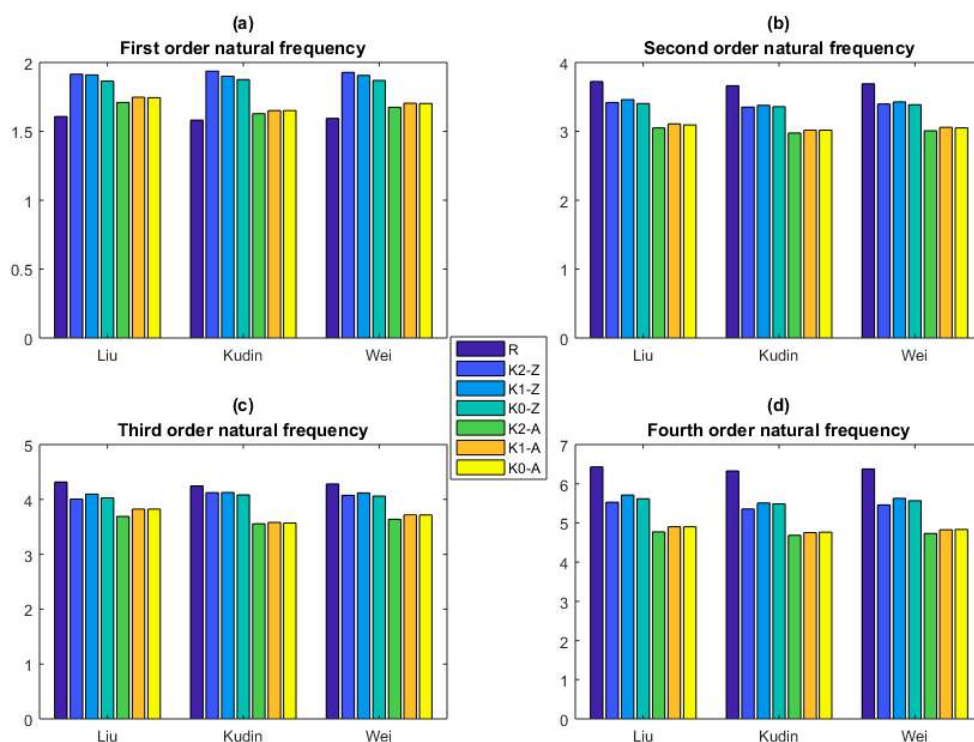 (a)
First order natural frequency
2
1.5
1
0.5
0
Liu
Kudin
Wei
(b)
Second order natural frequency
4
3
2
1
0
Liu
Kudin
Wei
R
K2-Z
K1-Z
K0-Z
K2-A
K1-A
K0-A
(c)
Third order natural frequency
5
4
3
2
1
0
Liu
Kudin
Wei
(d)
Fourth order natural frequency
7
6
5
4
3
2
1
0
Liu
Kudin
Wei